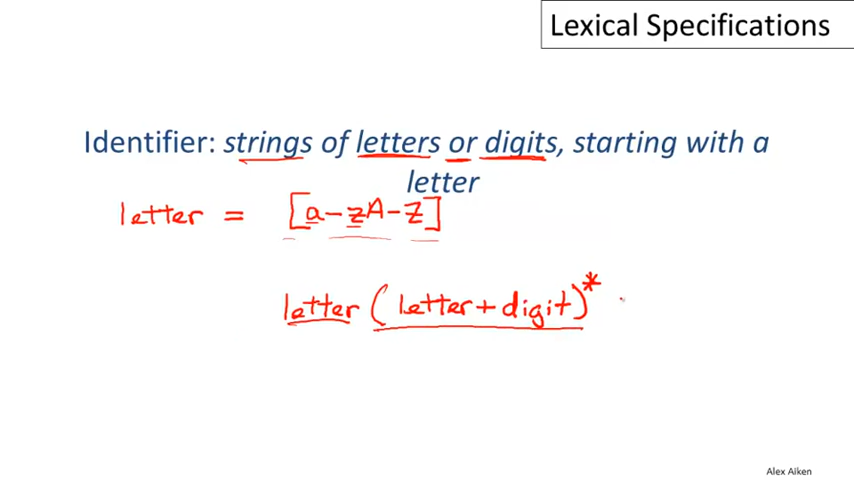 Lexical Specifications
Identifier: strings of letters or digits, starting with a
letter
letter = [a-zA-Z]
letter (letter+digit)*
Alex Aiken